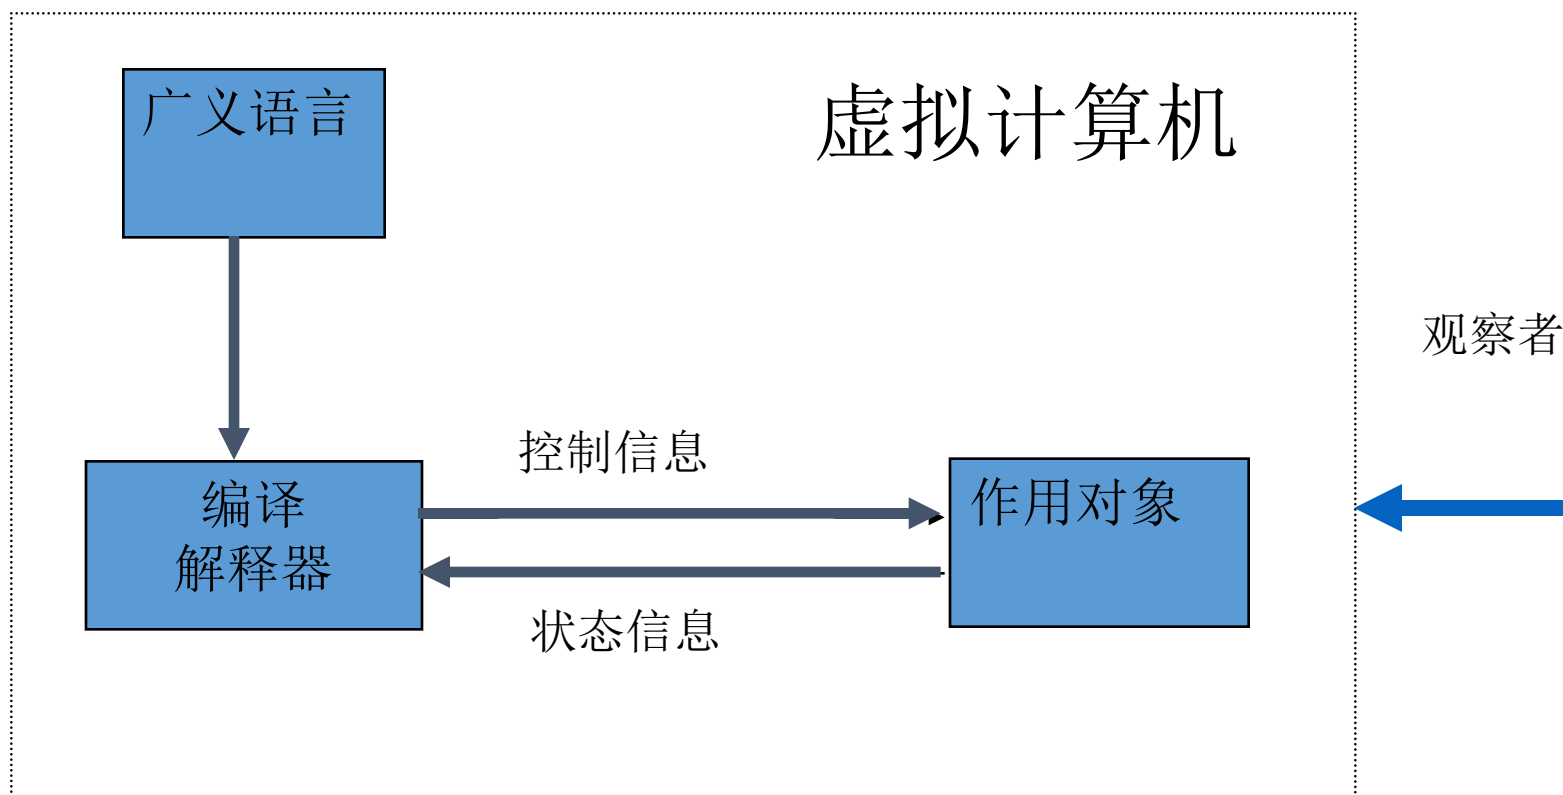 广义语言
虚拟计算机
观察者
控制信息
编译
解释器
作用对象
状态信息